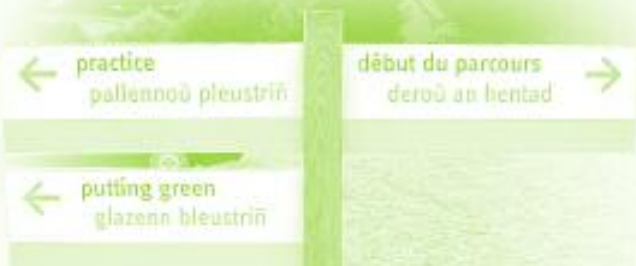 practice
pallennoù pleustriñ
début du parcours
deroù an hentad
putting green
glazenn bleustriñ